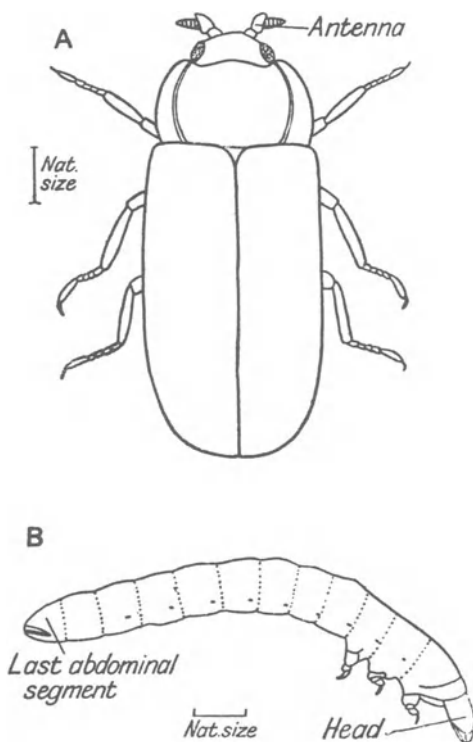 A
Antenna
Nat.
size
B
Last abdominal
segment
Nat. size
Head